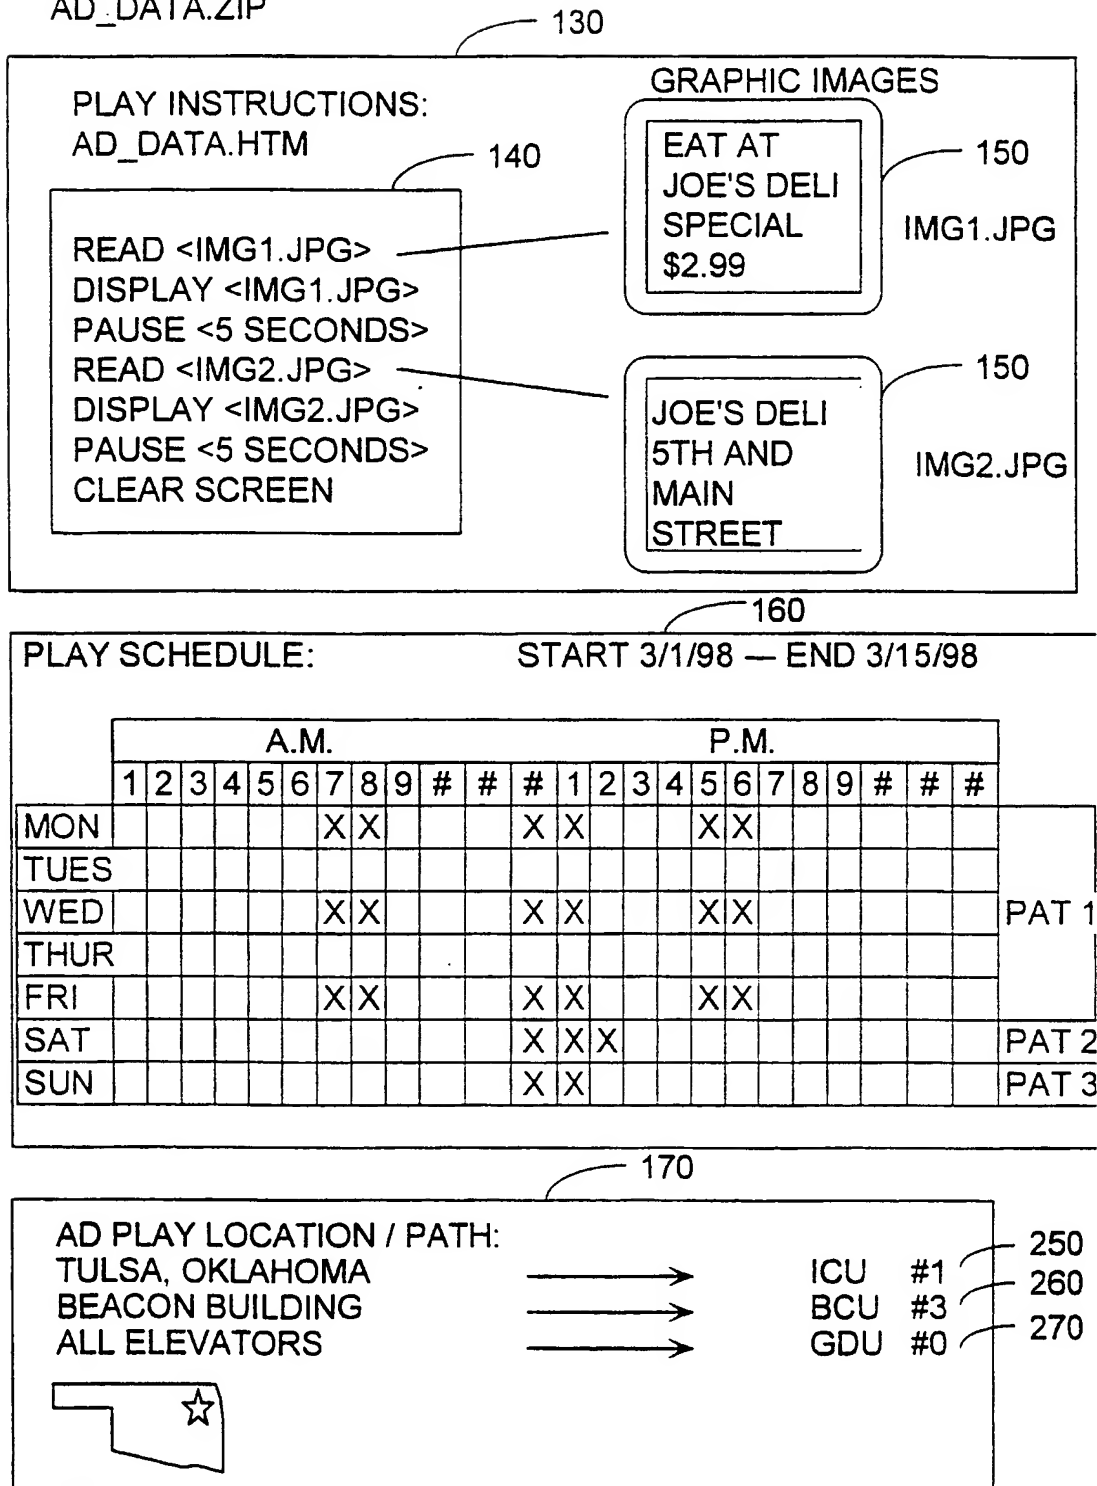 AD_DATA.ZIP
130
PLAY INSTRUCTIONS:
AD_DATA.HTM
140
READ <IMG1.JPG>
DISPLAY <IMG1.JPG>
PAUSE <5 SECONDS>
READ <IMG2.JPG>
DISPLAY <IMG2.JPG>
PAUSE <5 SECONDS>
CLEAR SCREEN
GRAPHIC IMAGES
EAT AT
JOE'S DELI
SPECIAL
$2.99
150
IMG1.JPG
JOE'S DELI
5TH AND
MAIN
STREET
150
IMG2.JPG
160
PLAY SCHEDULE: START 3/1/98 — END 3/15/98
A.M. P.M.
1 2 3 4 5 6 7 8 9 # # # 1 2 3 4 5 6 7 8 9 # # #
MON X X X X X X
TUES
WED X X X X X X PAT 1
THUR
FRI X X X X X X
SAT X X X PAT 2
SUN X X PAT 3
170
AD PLAY LOCATION / PATH:
TULSA, OKLAHOMA ICU #1 250
BEACON BUILDING BCU #3 260
ALL ELEVATORS GDU #0 270